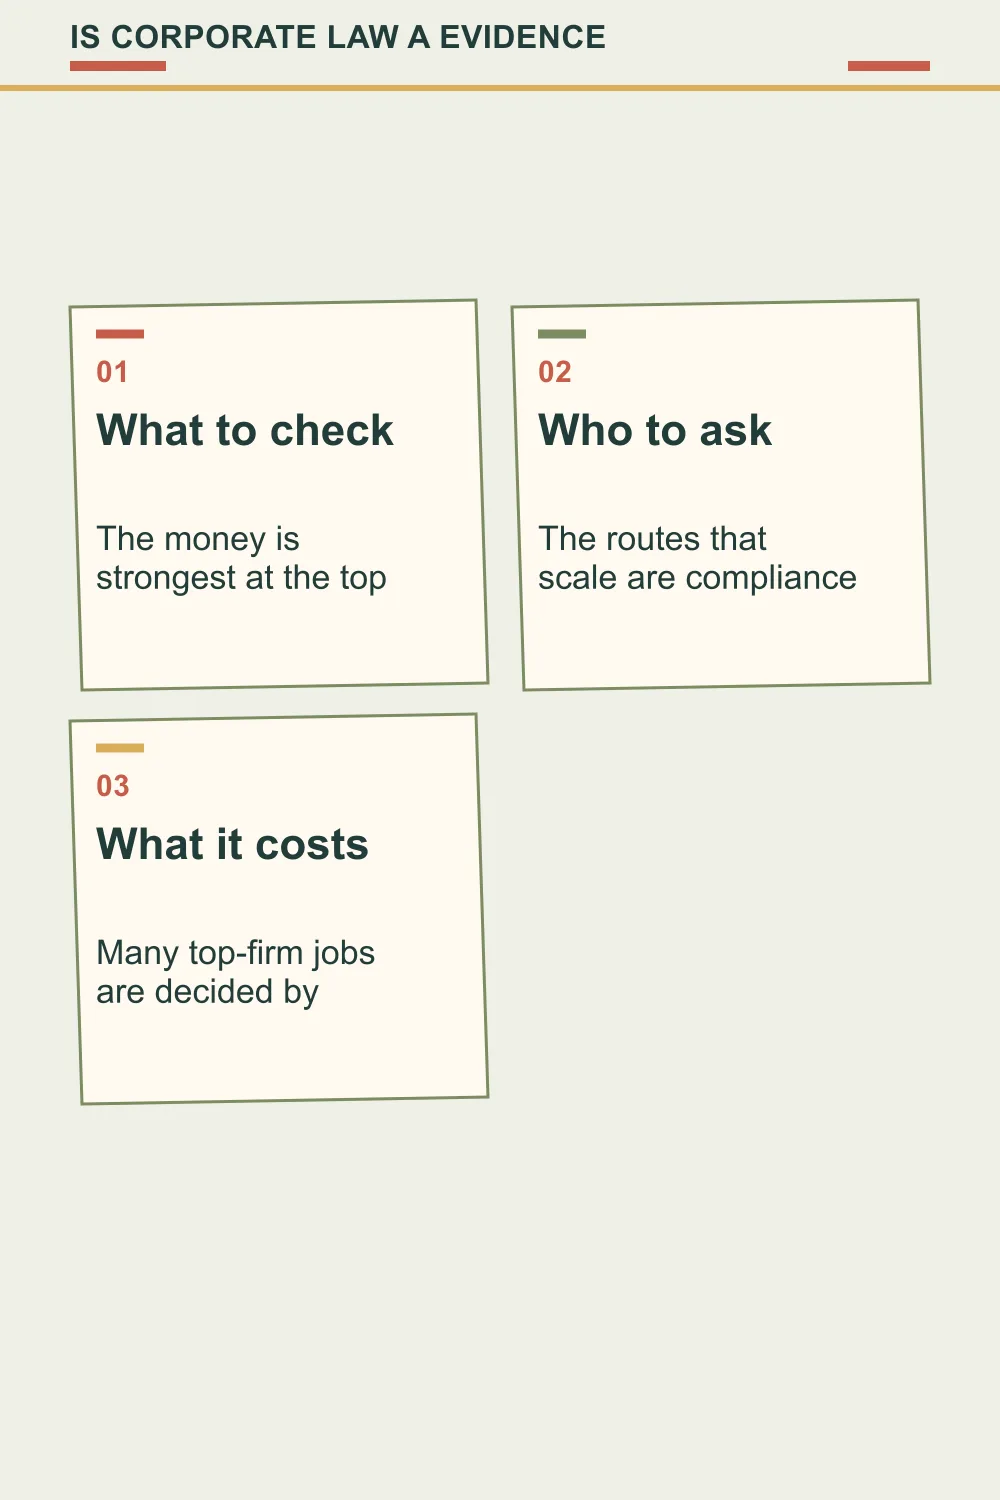 IS CORPORATE LAW A EVIDENCE
01
What to check
The money is
strongest at the top
02
Who to ask
The routes that
scale are compliance
03
What it costs
Many top-firm jobs
are decided by